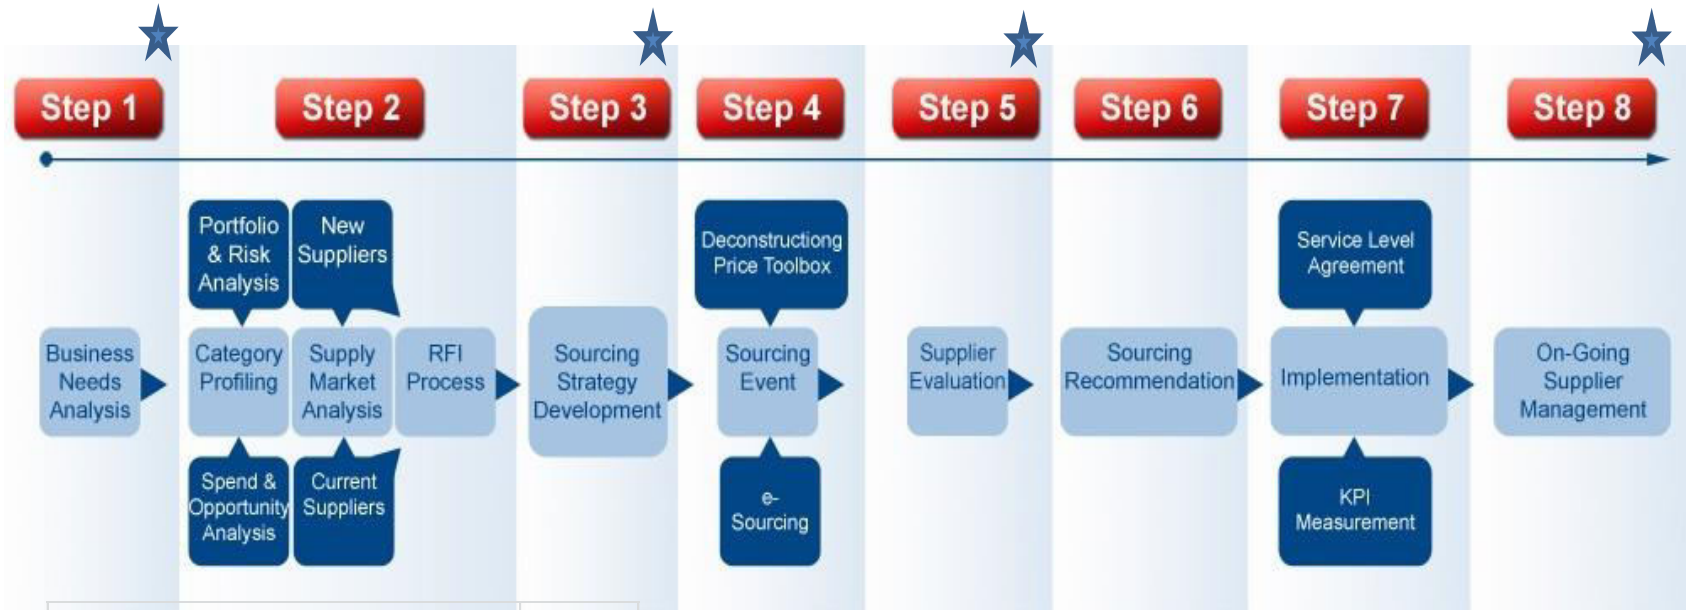 Step 1
Step 2
Step 3
Step 4
Step 5
Step 6
Step 7
Step 8
Portfolio
& Risk
Analysis
New
Suppliers
Deconstructiong
Price Toolbox
Service Level
Agreement
Business
Needs
Analysis
Category
Profiling
Supply
Market
Analysis
RFI
Process
Sourcing
Strategy
Development
Sourcing
Event
Supplier
Evaluation
Sourcing
Recommendation
Implementation
On-Going
Supplier
Management
Spend &
Opportunity
Analysis
Current
Suppliers
e-
Sourcing
KPI
Measurement